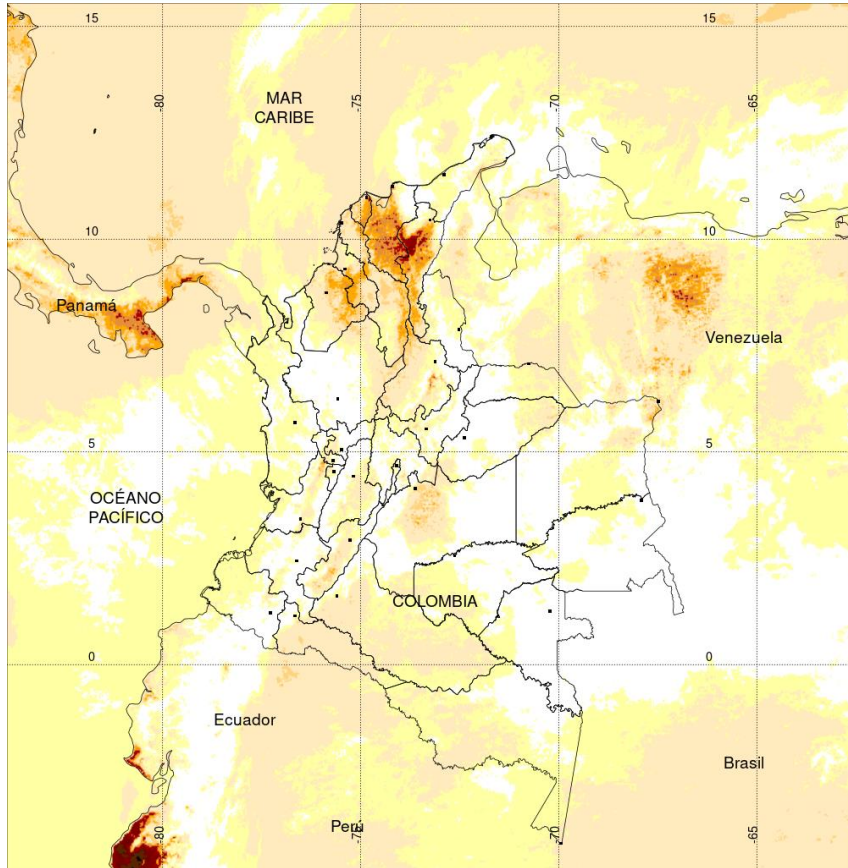 15
15
-80
-75
-70
-65
MAR
CARIBE
10
10
Panamá
Venezuela
5
5
OCÉANO
PACÍFICO
COLOMBIA
0
0
Ecuador
Brasil
Perú
-80
-75
-70
-65